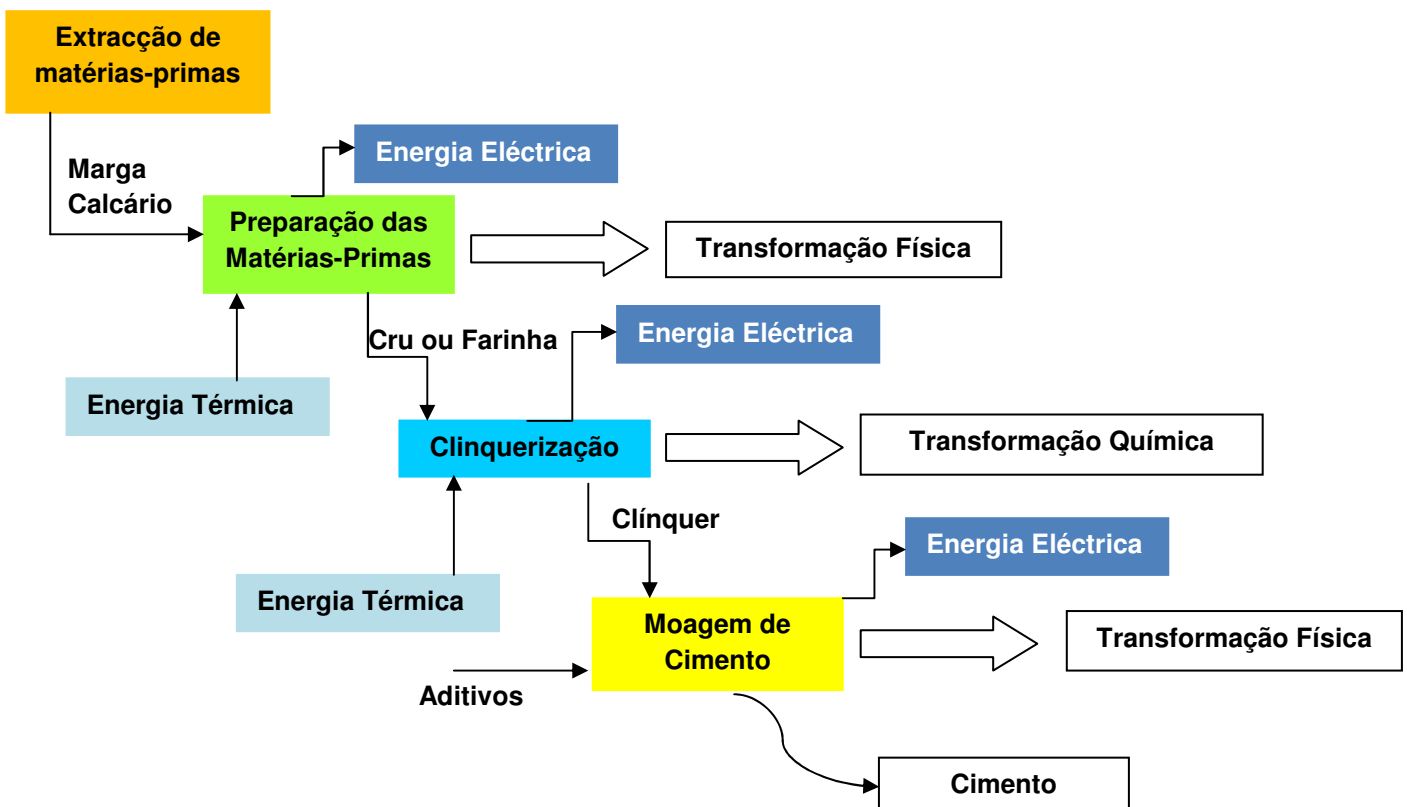 Extracção de
matérias-primas
Energia Eléctrica
Marga
Calcário
Preparação das
Matérias-Primas
Transformação Física
Cru ou Farinha
Energia Eléctrica
Energia Térmica
Clinquerização
Transformação Química
Clínquer
Energia Eléctrica
Energia Térmica
Moagem de
Cimento
Transformação Física
Aditivos
Cimento